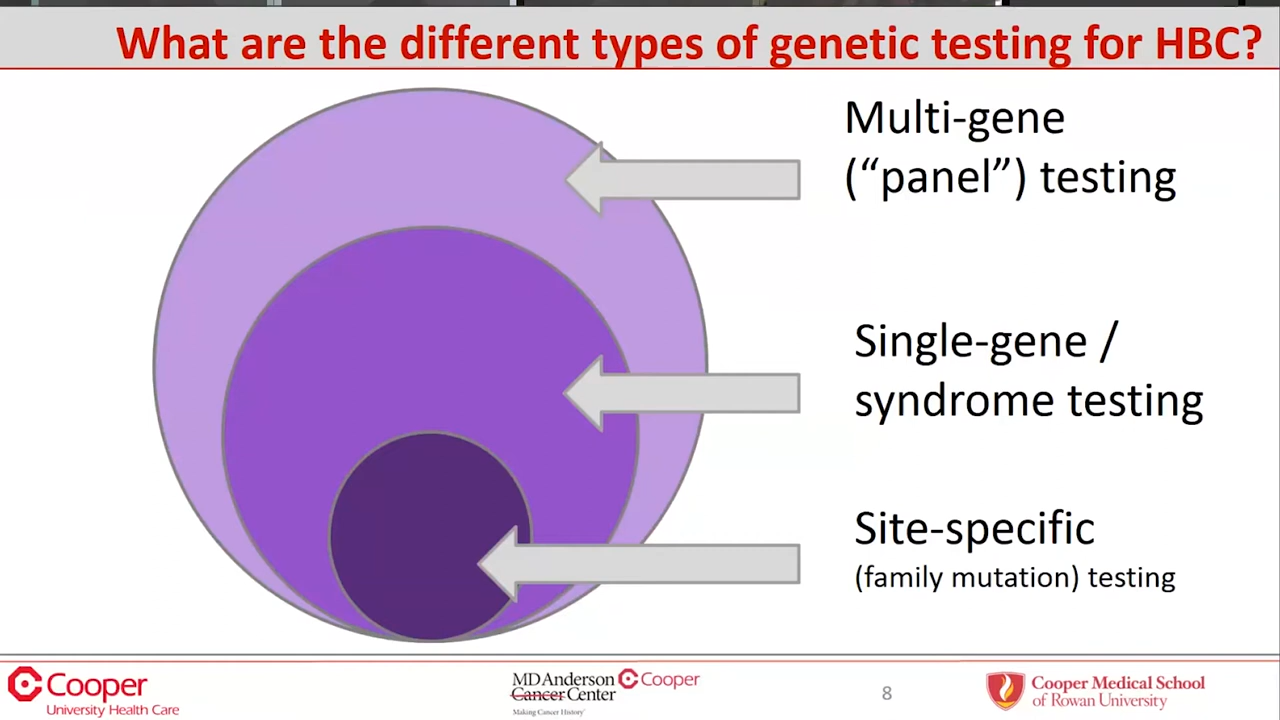 What are the different types of genetic testing for HBC?
Multi-gene
(“panel”) testing
Single-gene /
syndrome testing
Site-specific
(family mutation) testing
Cooper
University Health Care
MD Anderson
Cancer Center
Making Cancer History®
Cooper
8
Cooper Medical School
of Rowan University